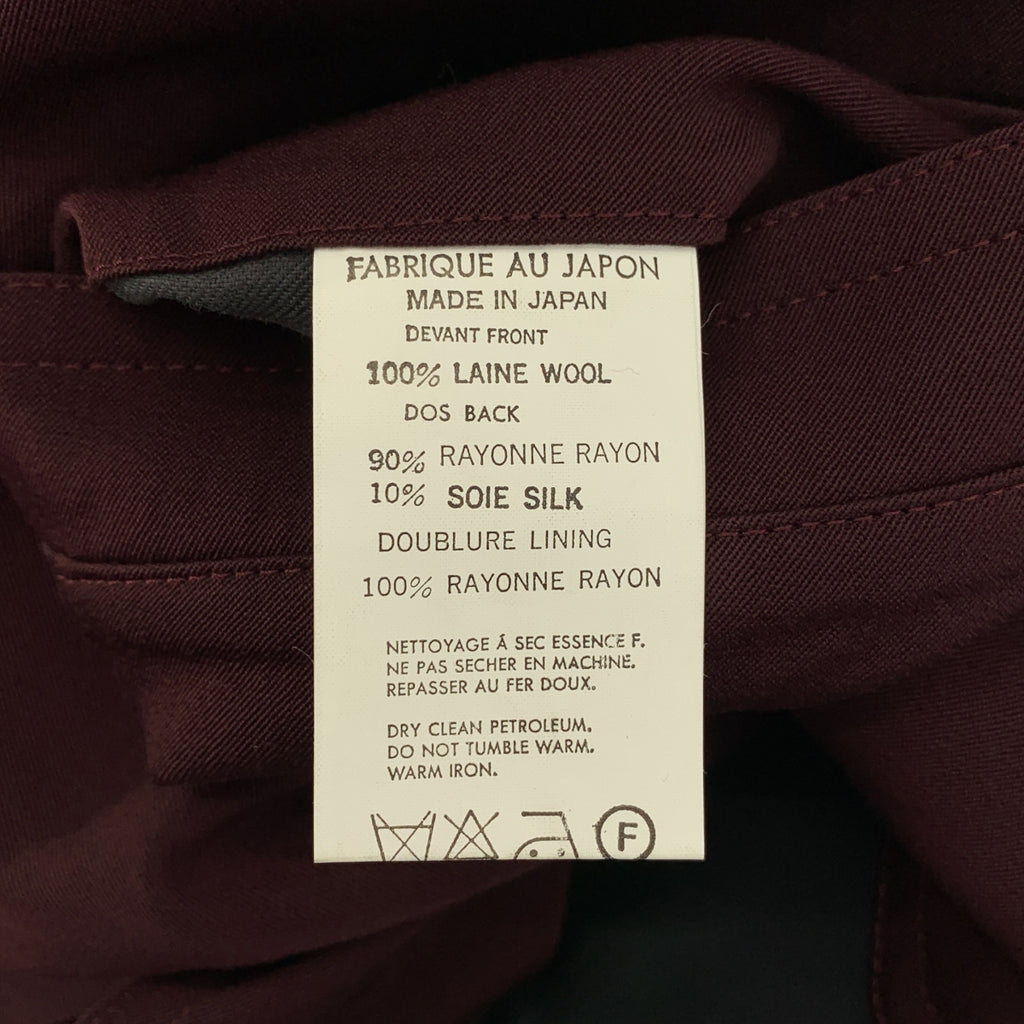 FABRIQUE AU JAPON
MADE IN JAPAN
DEVANT FRONT
100% LAINE WOOL
DOS BACK
90% RAYONNE RAYON
10% SOIE SILK
DOUBLURE LINING
100% RAYONNE RAYON
NETTOYAGE Á SEC ESSENCE F.
NE PAS SECHER EN MACHINE.
REPASSER AU FER DOUX.
DRY CLEAN PETROLEUM.
DO NOT TUMBLE WARM.
WARM IRON.
F